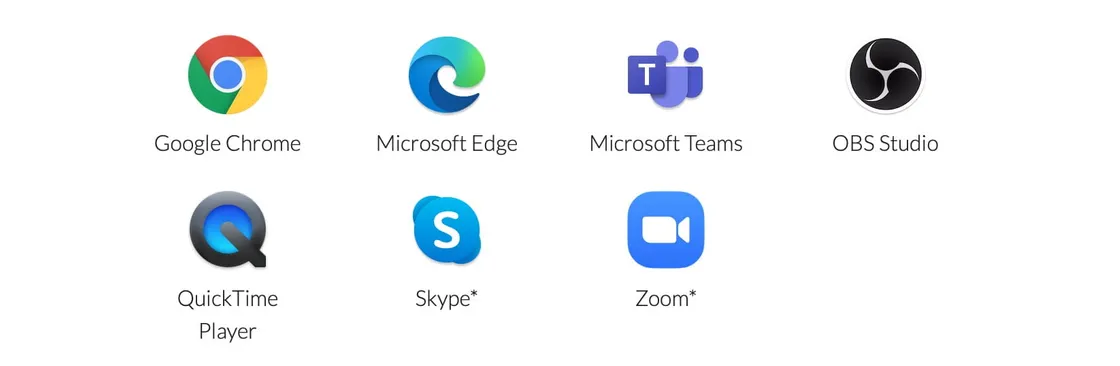 Google Chrome
Microsoft Edge
T
Microsoft Teams
OBS Studio
QuickTime
Player
S
Skype*
Zoom*